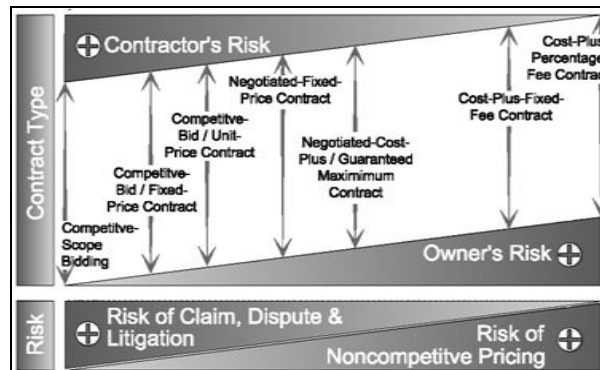 Contract Type
Contractor's Risk
Competitve-
Scope
Bidding
Competitve-
Bid / Fixed-
Price Contract
Competitve-
Bid / Unit-
Price Contract
Negotiated-Fixed-
Price Contract
Negotiated-Cost-
Plus / Guaranteed
Maximimum
Contract
Cost-Plus-Fixed-
Fee Contract
Cost-Plus
Percentage
Fee Contract
Owner's Risk
Risk
Risk of Claim, Dispute &
Litigation
Risk of
Noncompetitve Pricing